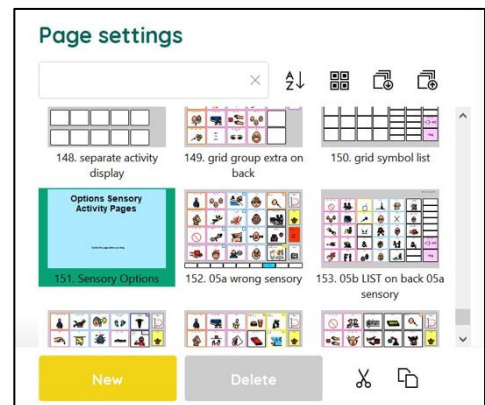 Page settings
148. separate activity
display
149. grid group extra on
back
150. grid symbol list
Options Sensory
Activity Pages
151. Sensory Options
152. 05a wrong sensory
153. 05b LIST on back 05a
sensory
New
Delete